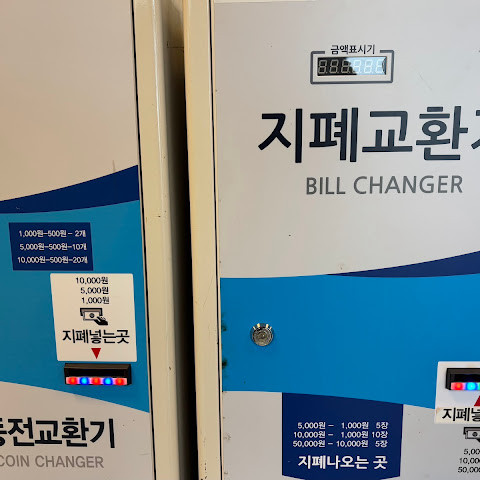 1,000원-500원 - 2개
5,000원-500원-10개
10,000원-500원-20개
10,000원
5,000원
1,000원
지폐넣는곳
동전교환기
COIN CHANGER
금액표시기
지폐교환기
BILL CHANGER
5,000원 - 1,000원 5장
10,000원 - 1,000원 10장
50,000원 - 10,000원 5장
지폐나오는 곳
지폐넣